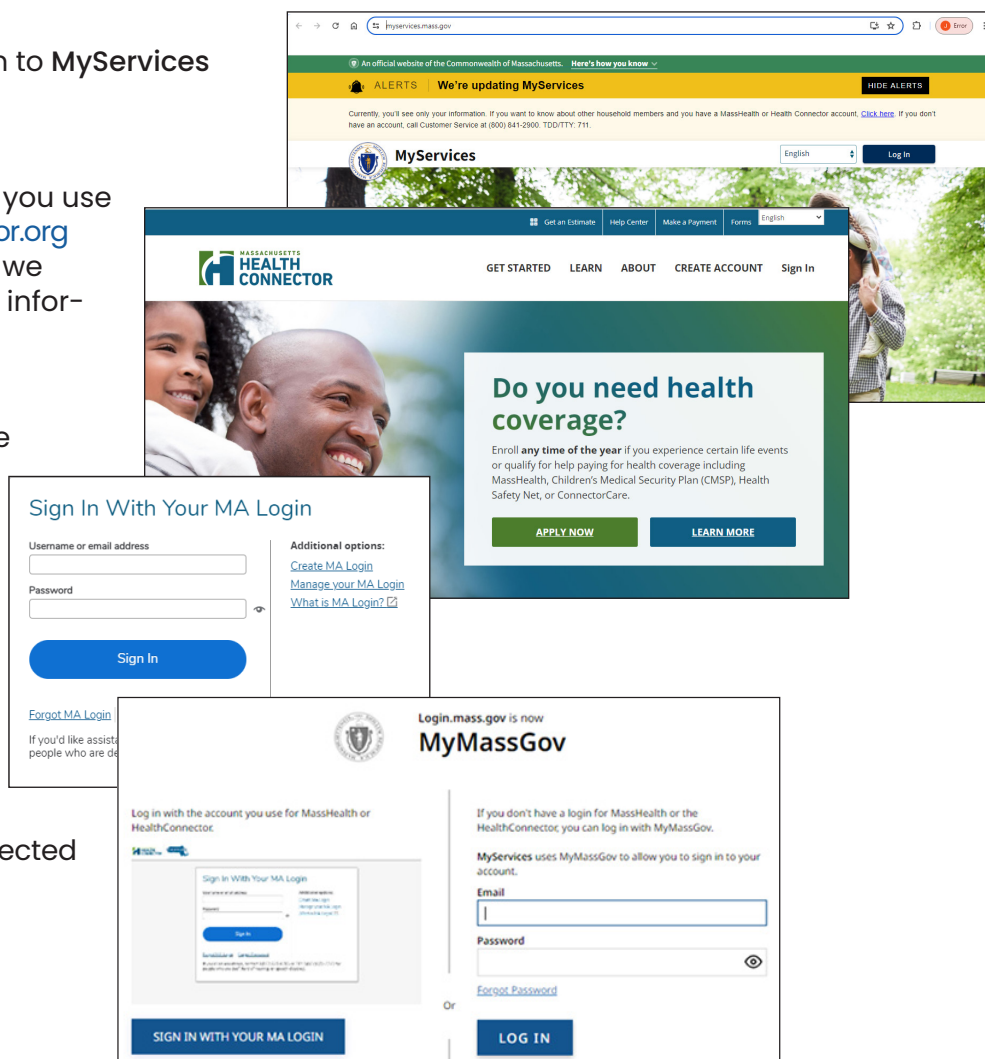 n to MyServices
you use
or.org
we
infor-
e
ected
myservices.mass.gov
Error
An official website of the Commonwealth of Massachusetts. Here's how you know
ALERTS We're updating MyServices
HIDE ALERTS
Currently, you'll see only your information. If you want to know about other household members and you have a MassHealth or Health Connector account, Click here. If you don't
have an account, call Customer Service at (800) 841-2900. TDD/TTY: 711.
MyServices
English
Log In
Get an Estimate
Help Center
Make a Payment
Forms
English
MASSACHUSETTS
HEALTH
CONNECTOR
GET STARTED LEARN ABOUT CREATE ACCOUNT Sign In
Do you need health
coverage?
Enroll any time of the year if you experience certain life events
or qualify for help paying for health coverage including
MassHealth, Children's Medical Security Plan (CMSP), Health
Safety Net, or ConnectorCare.
APPLY NOW
LEARN MORE
Sign In With Your MA Login
Username or email address
Password
Sign In
Additional options:
Create MA Login
Manage your MA Login
What is MA Login?
Forgot MA Login
If you'd like assista
people who are de
Login.mass.gov is now
MyMassGov
Log in with the account you use for MassHealth or
HealthConnector.
Sign In With Your MA Login
Sign In
SIGN IN WITH YOUR MA LOGIN
Or
If you don't have a login for MassHealth or the
HealthConnector, you can log in with MyMassGov.
MyServices uses MyMassGov to allow you to sign in to your
account.
Email
Password
Forgot Password
LOG IN